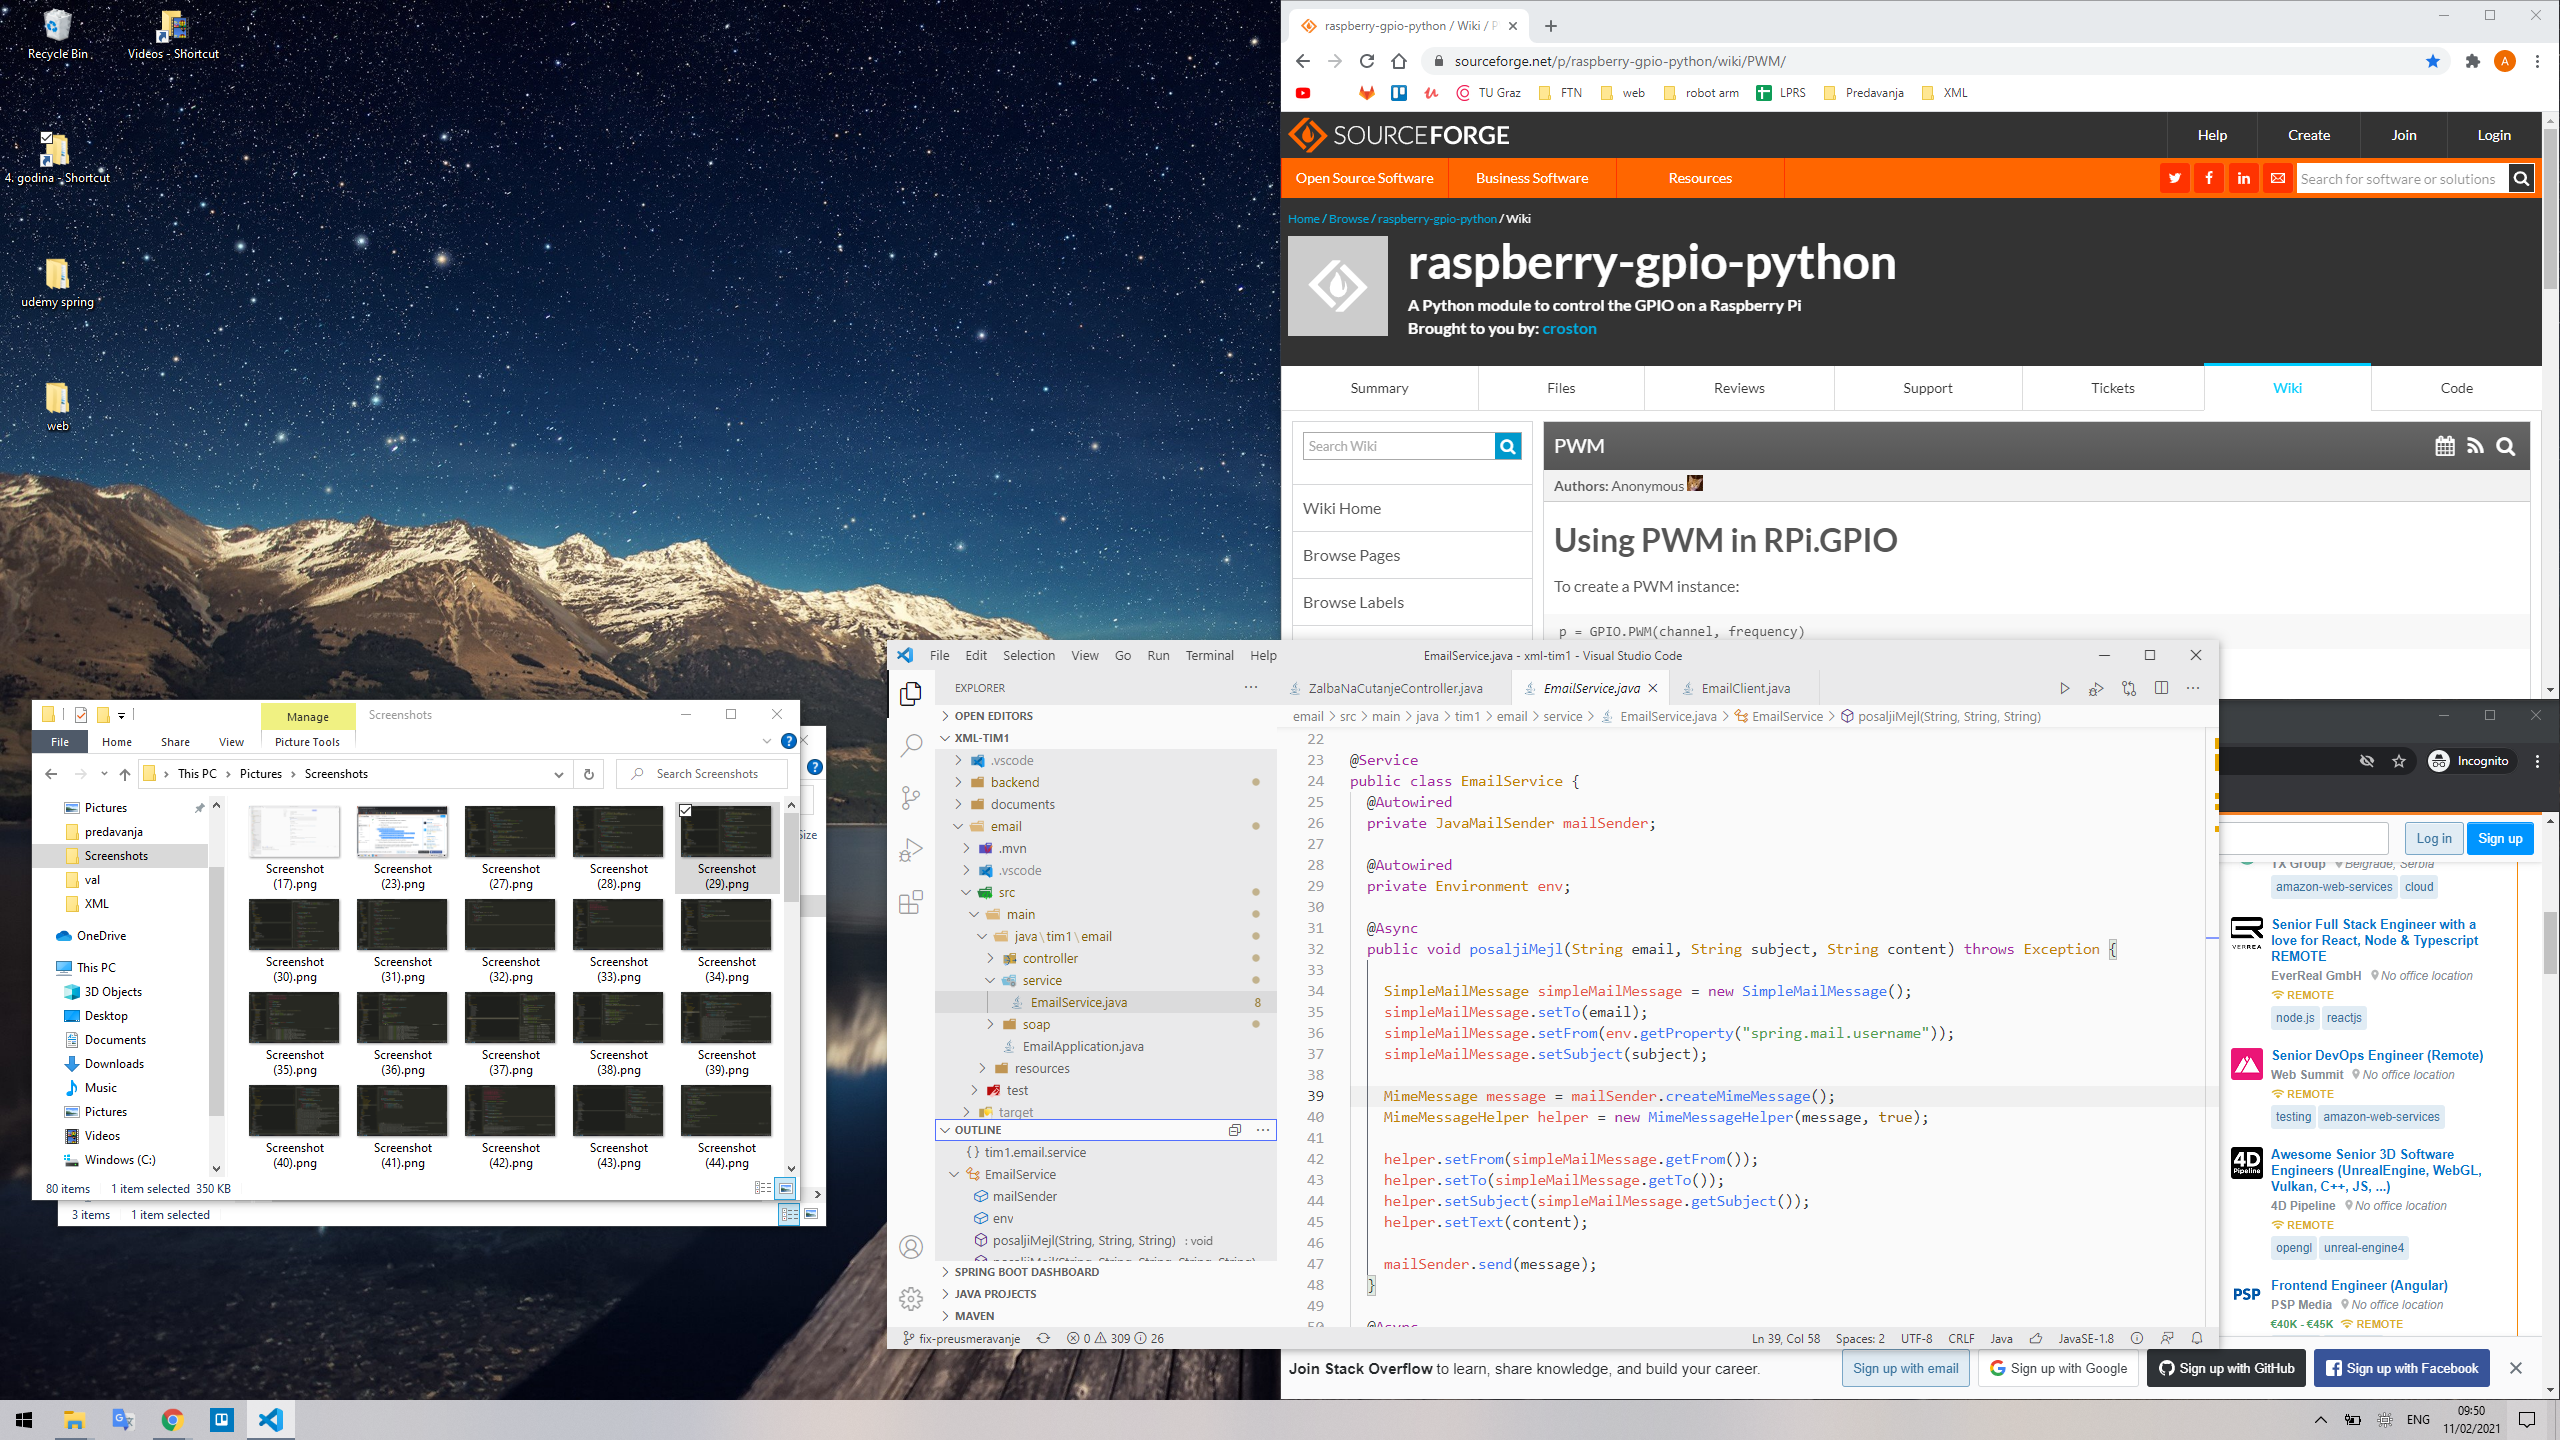 Recycle Bin
Videos - Shortcut
4. godina - Shortcut
udemy spring
web
raspberry-gpio-python / Wiki / P
sourceforge.net/p/raspberry-gpio-python/wiki/PWM/
A
TU Graz
FTN
web
robot arm
LPRS
Predavanja
XML
SOURCEFORGE
Help
Create
Join
Login
Open Source Software
Business Software
Resources
Search for software or solutions
Home / Browse / raspberry-gpio-python / Wiki
raspberry-gpio-python
A Python module to control the GPIO on a Raspberry Pi
Brought to you by: croston
Summary
Files
Reviews
Support
Tickets
Wiki
Code
Search Wiki
Wiki Home
Browse Pages
Browse Labels
PWM
Authors: Anonymous
Using PWM in RPi.GPIO
To create a PWM instance:
p = GPIO.PWM(channel, frequency)
Manage
Screenshots
File
Home
Share
View
Picture Tools
This PC
Pictures
Screenshots
Search Screenshots
Pictures
predavanja
Screenshots
val
XML
OneDrive
This PC
3D Objects
Desktop
Documents
Downloads
Music
Pictures
Videos
Windows (C:)
Screenshot (17).png
Screenshot (23).png
Screenshot (27).png
Screenshot (28).png
Screenshot (29).png
Screenshot (30).png
Screenshot (31).png
Screenshot (32).png
Screenshot (33).png
Screenshot (34).png
Screenshot (35).png
Screenshot (36).png
Screenshot (37).png
Screenshot (38).png
Screenshot (39).png
Screenshot (40).png
Screenshot (41).png
Screenshot (42).png
Screenshot (43).png
Screenshot (44).png
80 items
1 item selected 350 KB
3 items
1 item selected
File
Edit
Selection
View
Go
Run
Terminal
Help
EmailService.java - xml-tim1 - Visual Studio Code
EXPLORER
OPEN EDITORS
XML-TIM1
.vscode
backend
documents
email
.mvn
.vscode
src
main
java\tim1\email
controller
service
EmailService.java 8
soap
EmailApplication.java
resources
test
target
OUTLINE
{} tim1.email.service
EmailService
mailSender
env
posaljiMejl(String, String, String) : void
SPRING BOOT DASHBOARD
JAVA PROJECTS
MAVEN
ZalbaNaCutanjeController.java
EmailService.java
EmailClient.java
email > src > main > java > tim1 > email > service > EmailService.java > EmailService > posaljiMejl(String, String, String)
22
23 @Service
24 public class EmailService {
25 @Autowired
26 private JavaMailSender mailSender;
27
28 @Autowired
29 private Environment env;
30
31 @Async
32 public void posaljiMejl(String email, String subject, String content) throws Exception {
33
34 SimpleMailMessage simpleMailMessage = new SimpleMailMessage();
35 simpleMailMessage.setTo(email);
36 simpleMailMessage.setFrom(env.getProperty("spring.mail.username"));
37 simpleMailMessage.setSubject(subject);
38
39 MimeMessage message = mailSender.createMimeMessage();
40 MimeMessageHelper helper = new MimeMessageHelper(message, true);
41
42 helper.setFrom(simpleMailMessage.getFrom());
43 helper.setTo(simpleMailMessage.getTo());
44 helper.setSubject(simpleMailMessage.getSubject());
45 helper.setText(content);
46
47 mailSender.send(message);
48 }
49
50 @Async
fix-preusmeravanje
0 309 26
Ln 39, Col 58
Spaces: 2
UTF-8
CRLF
Java
JavaSE-1.8
Incognito
Log in
Sign up
TX Group Belgrade, Serbia
amazon-web-services
cloud
VERREA
Senior Full Stack Engineer with a
love for React, Node & Typescript
REMOTE
EverReal GmbH No office location
REMOTE
node.js
reactjs
Senior DevOps Engineer (Remote)
Web Summit No office location
REMOTE
testing
amazon-web-services
4D Pipeline
Awesome Senior 3D Software
Engineers (UnrealEngine, WebGL,
Vulkan, C++, JS, ...)
4D Pipeline No office location
REMOTE
opengl
unreal-engine4
PSP
Frontend Engineer (Angular)
PSP Media No office location
€40K - €45K REMOTE
Join Stack Overflow to learn, share knowledge, and build your career.
Sign up with email
Sign up with Google
Sign up with GitHub
Sign up with Facebook
ENG
09:50
11/02/2021